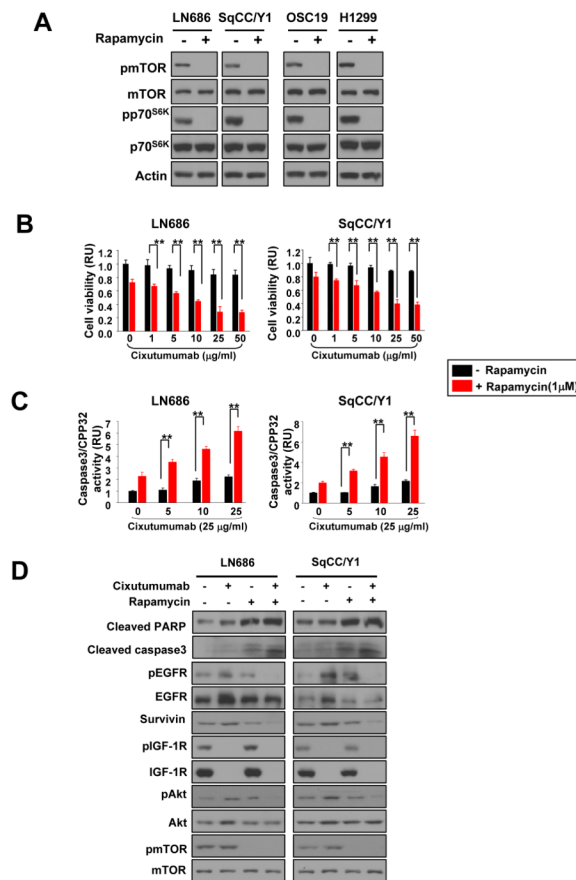 A
LN686 SqCC/Y1 OSC19 H1299
Rapamycin - + - + - + - +
pmTOR
mTOR
pp70S6K
p70S6K
Actin
B
LN686
Cell viability (RU)
1.2
1.0
0.8
0.6
0.4
0.2
0.0
** ** ** ** **
0 1 5 10 25 50
Cixutumumab (μg/ml)
SqCC/Y1
Cell viability (RU)
1.2
1.0
0.8
0.6
0.4
0.2
0.0
** ** ** ** **
0 1 5 10 25 50
Cixutumumab (μg/ml)
- Rapamycin
+ Rapamycin(1μM)
C
LN686
Caspase3/CPP32
activity (RU)
7
6
5
4
3
2
1
0
** ** **
0 5 10 25
Cixutumumab (25 μg/ml)
SqCC/Y1
Caspase3/CPP32
activity (RU)
8
6
4
2
0
** ** **
0 5 10 25
Cixutumumab (25 μg/ml)
D
LN686 SqCC/Y1
Cixutumumab - + - + - + - +
Rapamycin - - + + - - + +
Cleaved PARP
Cleaved caspase3
pEGFR
EGFR
Survivin
pIGF-1R
IGF-1R
pAkt
Akt
pmTOR
mTOR